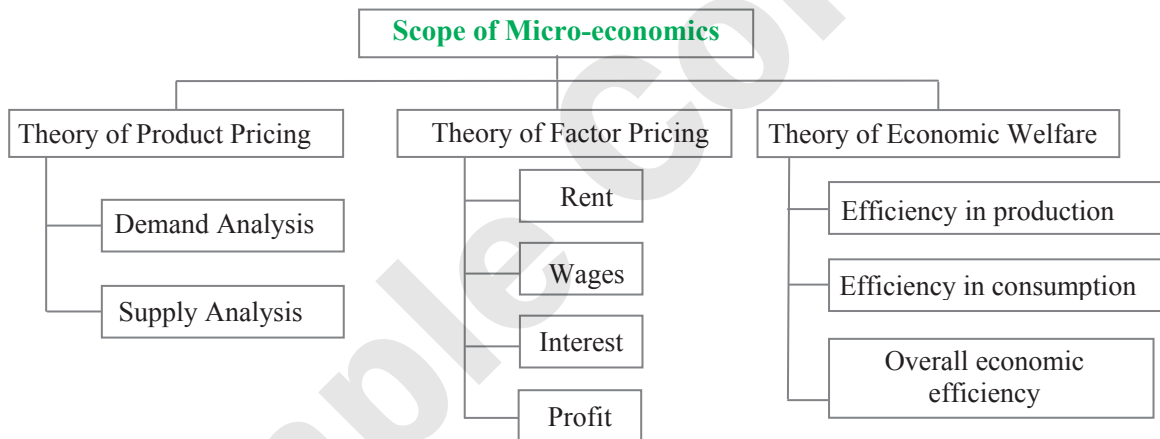 Scope of Micro-economics
Theory of Product Pricing
Demand Analysis
Supply Analysis
Theory of Factor Pricing
Rent
Wages
Interest
Profit
Theory of Economic Welfare
Efficiency in production
Efficiency in consumption
Overall economic
efficiency